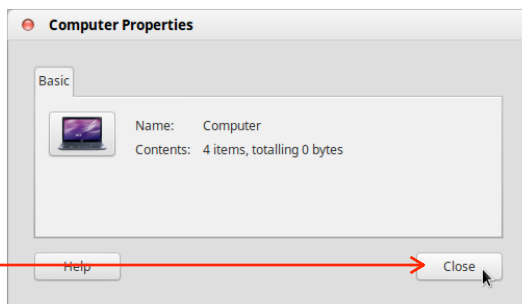 Computer Properties
Basic
Name: Computer
Contents: 4 items, totalling 0 bytes
Help Close